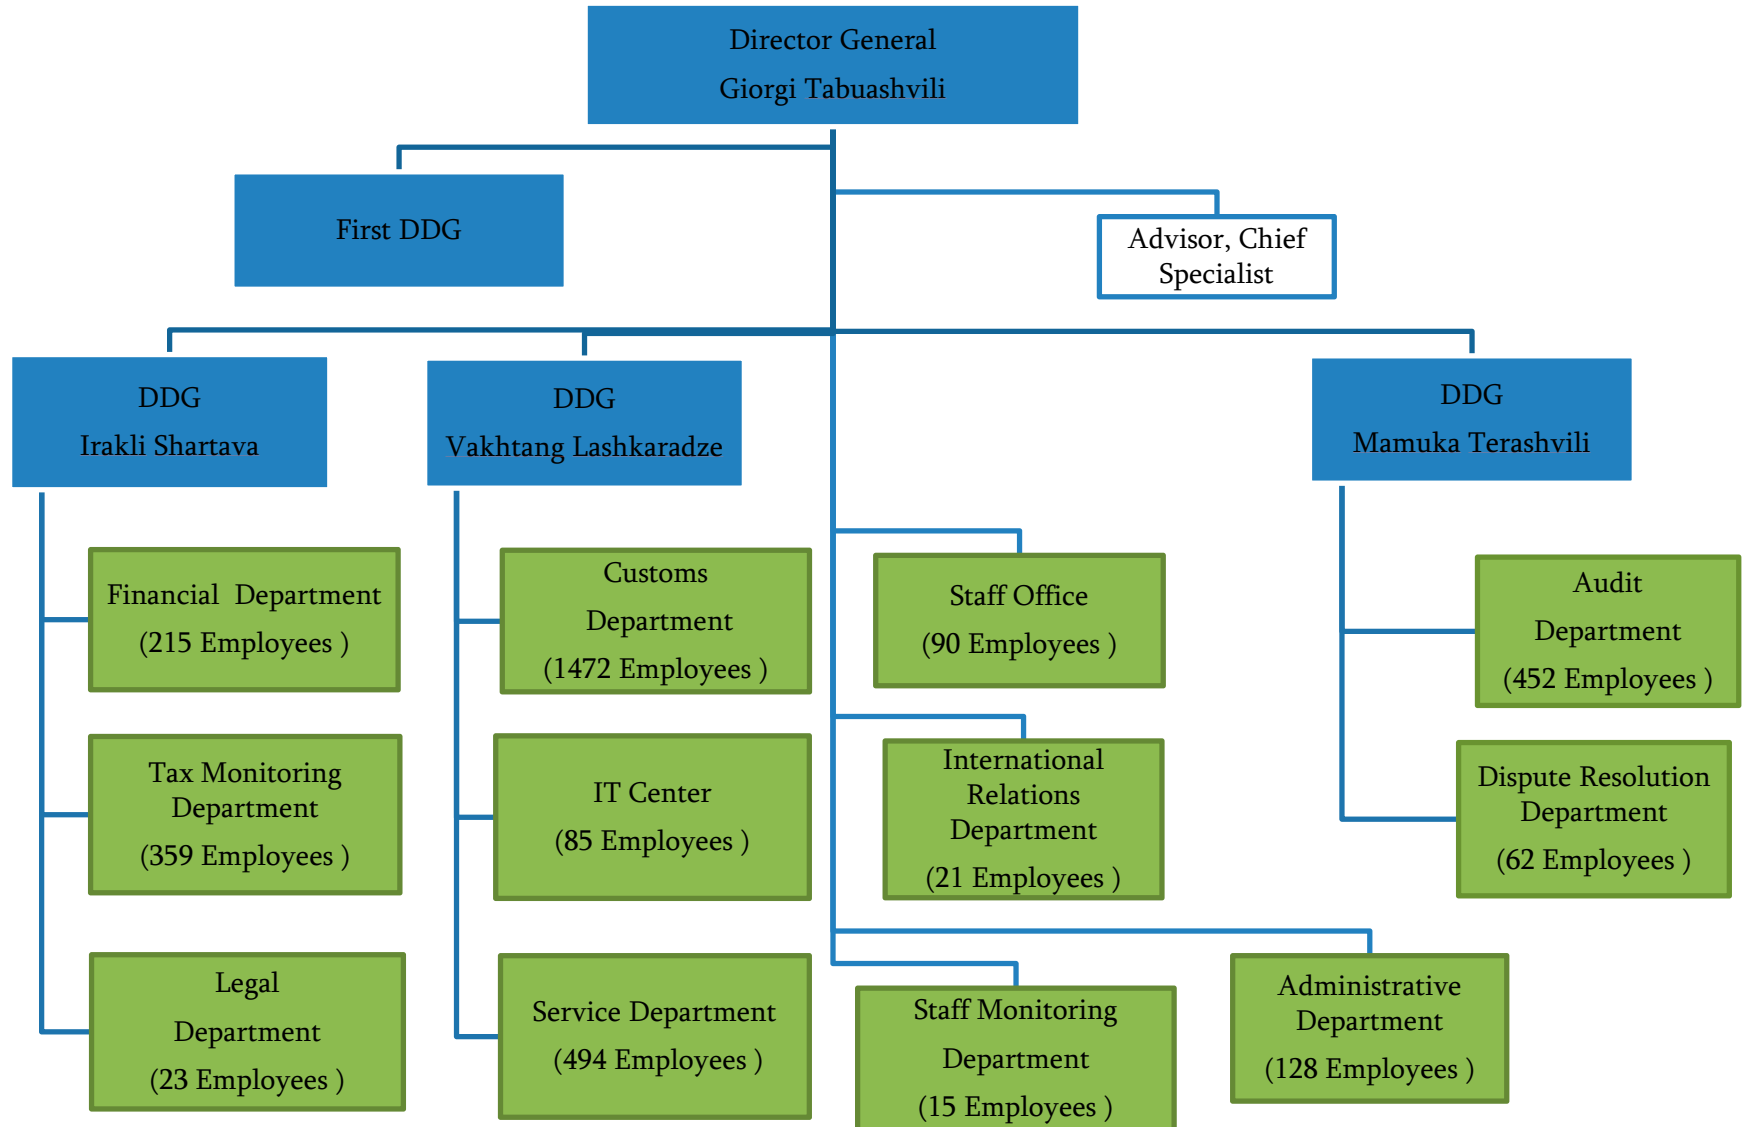 Director General
Giorgi Tabuashvili
First DDG
Advisor, Chief
Specialist
DDG
Irakli Shartava
DDG
Vakhtang Lashkaradze
DDG
Mamuka Terashvili
Financial  Department
(215 Employees )
Customs
Department
(1472 Employees )
Staff Office
(90 Employees )
Audit
Department
(452 Employees )
Tax Monitoring
Department
(359 Employees )
IT Center
(85 Employees )
International
Relations
Department
(21 Employees )
Dispute Resolution
Department
(62 Employees )
Legal
Department
(23 Employees )
Service Department
(494 Employees )
Staff Monitoring
Department
(15 Employees )
Administrative
Department
(128 Employees )